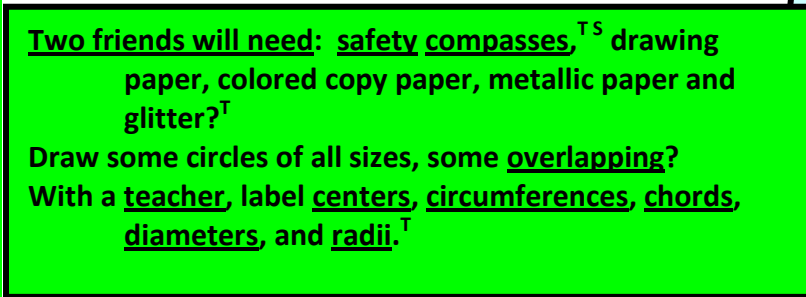 Two friends will need: safety compasses,T S drawing
paper, colored copy paper, metallic paper and
glitter?T
Draw some circles of all sizes, some overlapping?
With a teacher, label centers, circumferences, chords,
diameters, and radii.T